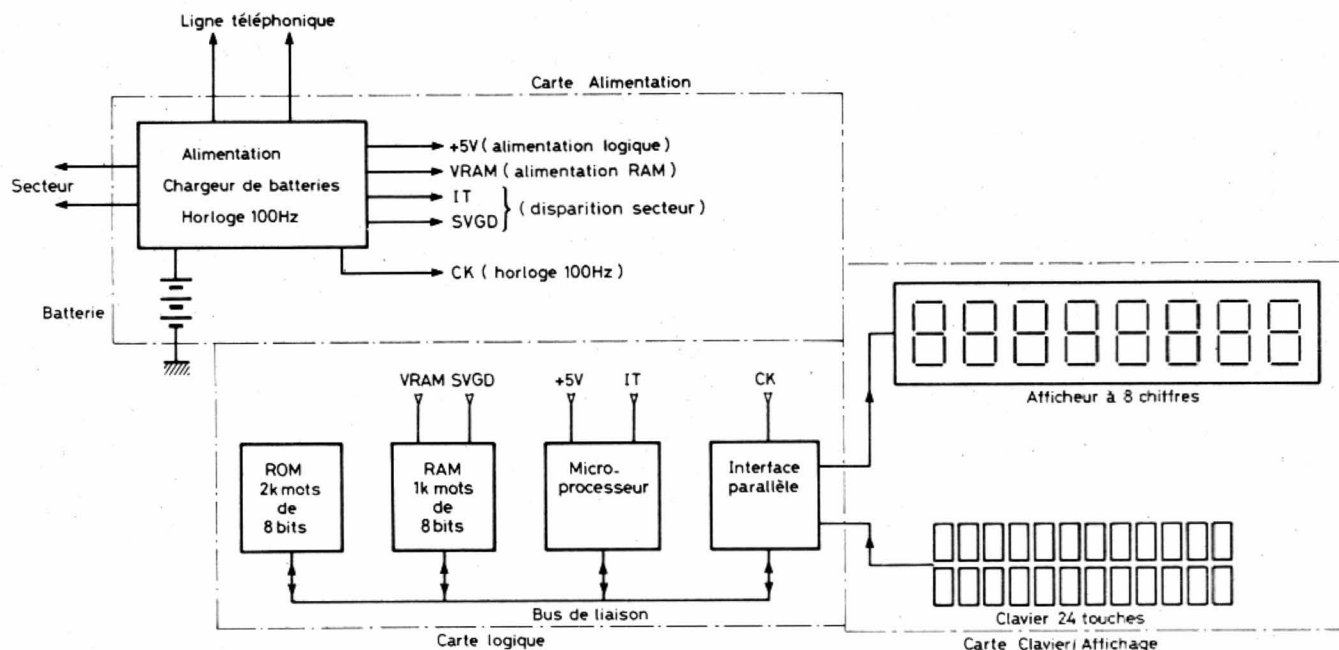 Ligne téléphonique
Carte Alimentation
Alimentation
Chargeur de batteries
Horloge 100Hz
Secteur
+5V (alimentation logique)
VRAM (alimentation RAM)
IT
SVGD
(disparition secteur)
CK (horloge 100Hz)
Batterie
VRAM SVGD
+5V
IT
CK
ROM
2k mots
de
8 bits
RAM
1k mots
de
8 bits
Micro-
processeur
Interface
parallèle
Bus de liaison
Carte logique
Afficheur à 8 chiffres
Clavier 24 touches
Carte Clavier/Affichage